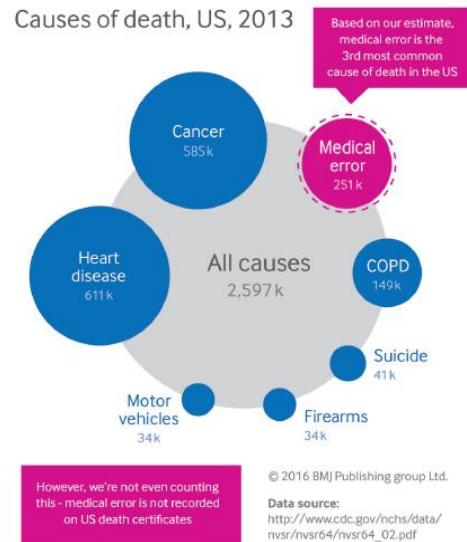 Causes of death, US, 2013
Based on our estimate,
medical error is the
3rd most common
cause of death in the US
Cancer
585k
Medical
error
251k
Heart
disease
611k
All causes
2,597k
COPD
149k
Suicide
41k
Motor
vehicles
34k
Firearms
34k
However, we're not even counting
this - medical error is not recorded
on US death certificates
© 2016 BMJ Publishing group Ltd.
Data source:
http://www.cdc.gov/nchs/data/
nvsr/nvsr64/nvsr64_02.pdf